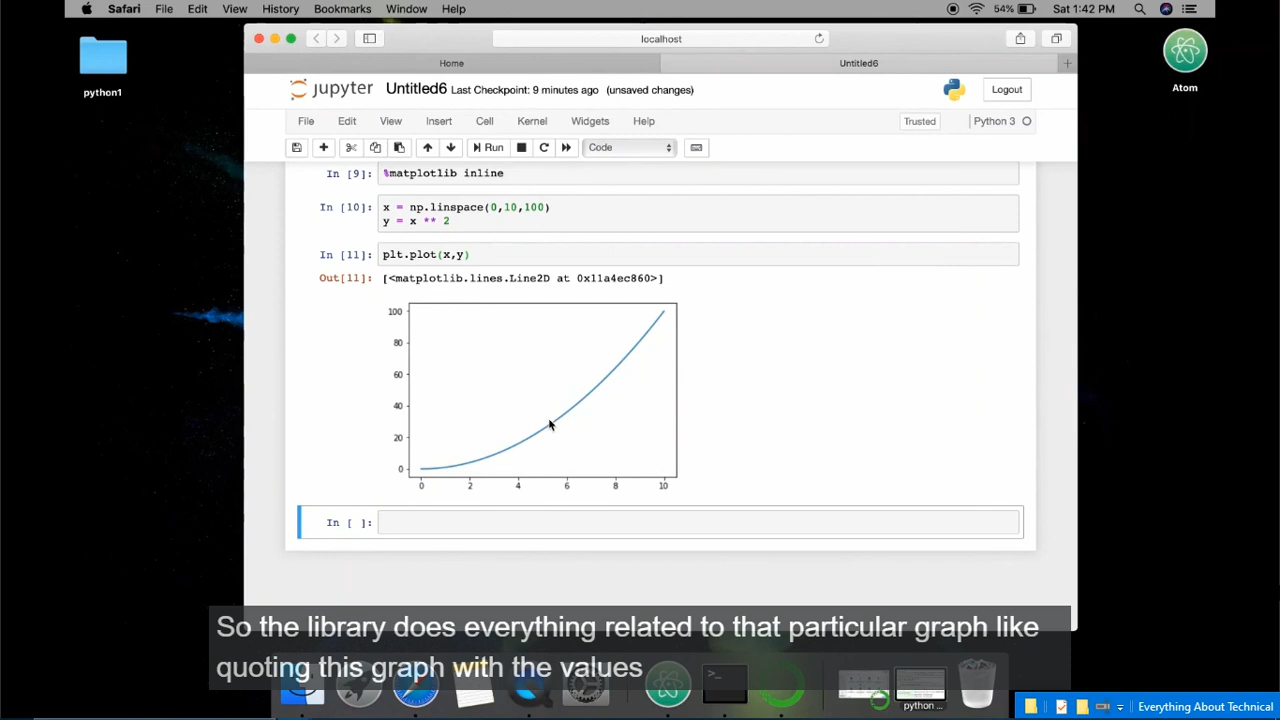 Safari File Edit View History Bookmarks Window Help 54% Sat 1:42 PM
localhost
python1
Atom
Home Untitled6
jupyter Untitled6 Last Checkpoint: 9 minutes ago (unsaved changes) Logout
File Edit View Insert Cell Kernel Widgets Help Trusted Python 3
Run Code
In [9]: %matplotlib inline
In [10]: x = np.linspace(0,10,100)
y = x ** 2
In [11]: plt.plot(x,y)
Out[11]: [<matplotlib.lines.Line2D at 0x11a4ec860>]
100
80
60
40
20
0
0 2 4 6 8 10
In [ ]:
So the library does everything related to that particular graph like
quoting this graph with the values
python ...
Everything About Technical